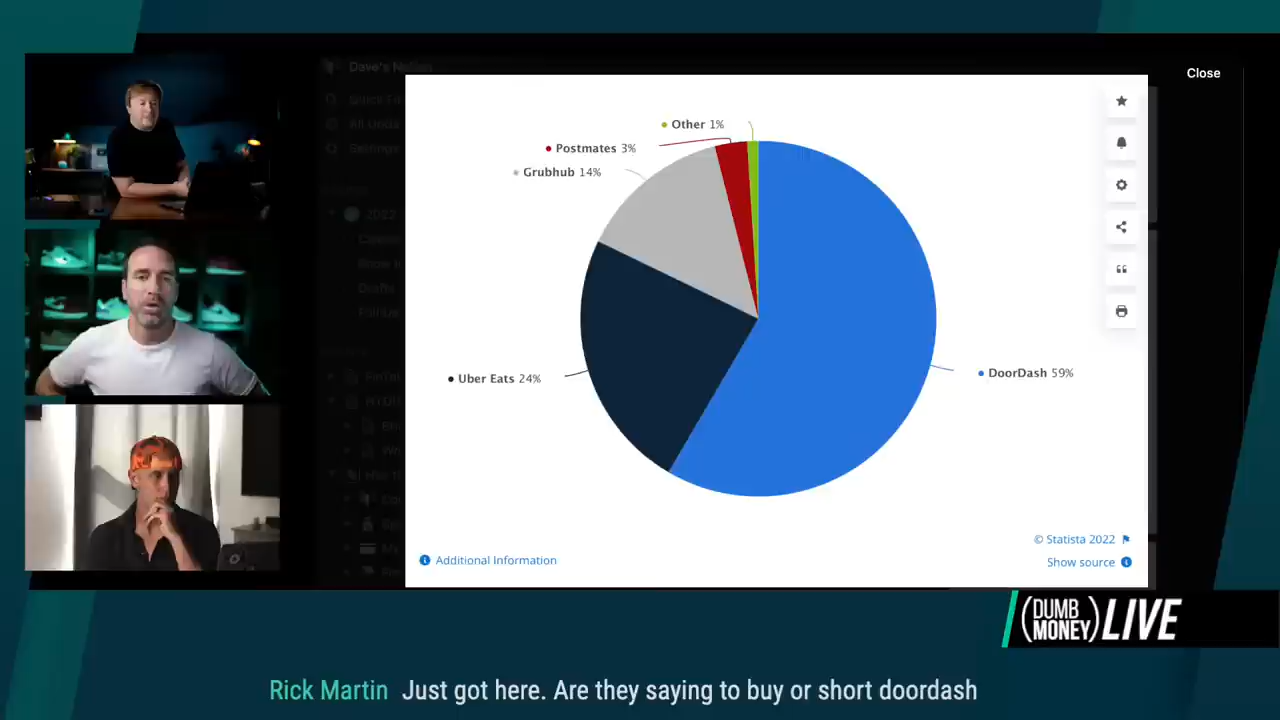 Close
Other 1%
Postmates 3%
Grubhub 14%
Uber Eats 24%
DoorDash 59%
© Statista 2022
Additional Information
Show source
(DUMB MONEY) LIVE
Rick Martin Just got here. Are they saying to buy or short doordash